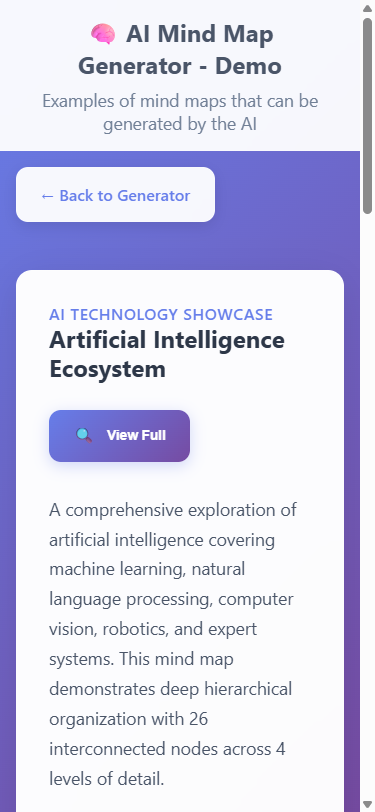 🧠 AI Mind Map
Generator - Demo
Examples of mind maps that can be
generated by the AI
← Back to Generator
AI TECHNOLOGY SHOWCASE
Artificial Intelligence
Ecosystem
🔍 View Full
A comprehensive exploration of
artificial intelligence covering
machine learning, natural
language processing, computer
vision, robotics, and expert
systems. This mind map
demonstrates deep hierarchical
organization with 26
interconnected nodes across 4
levels of detail.